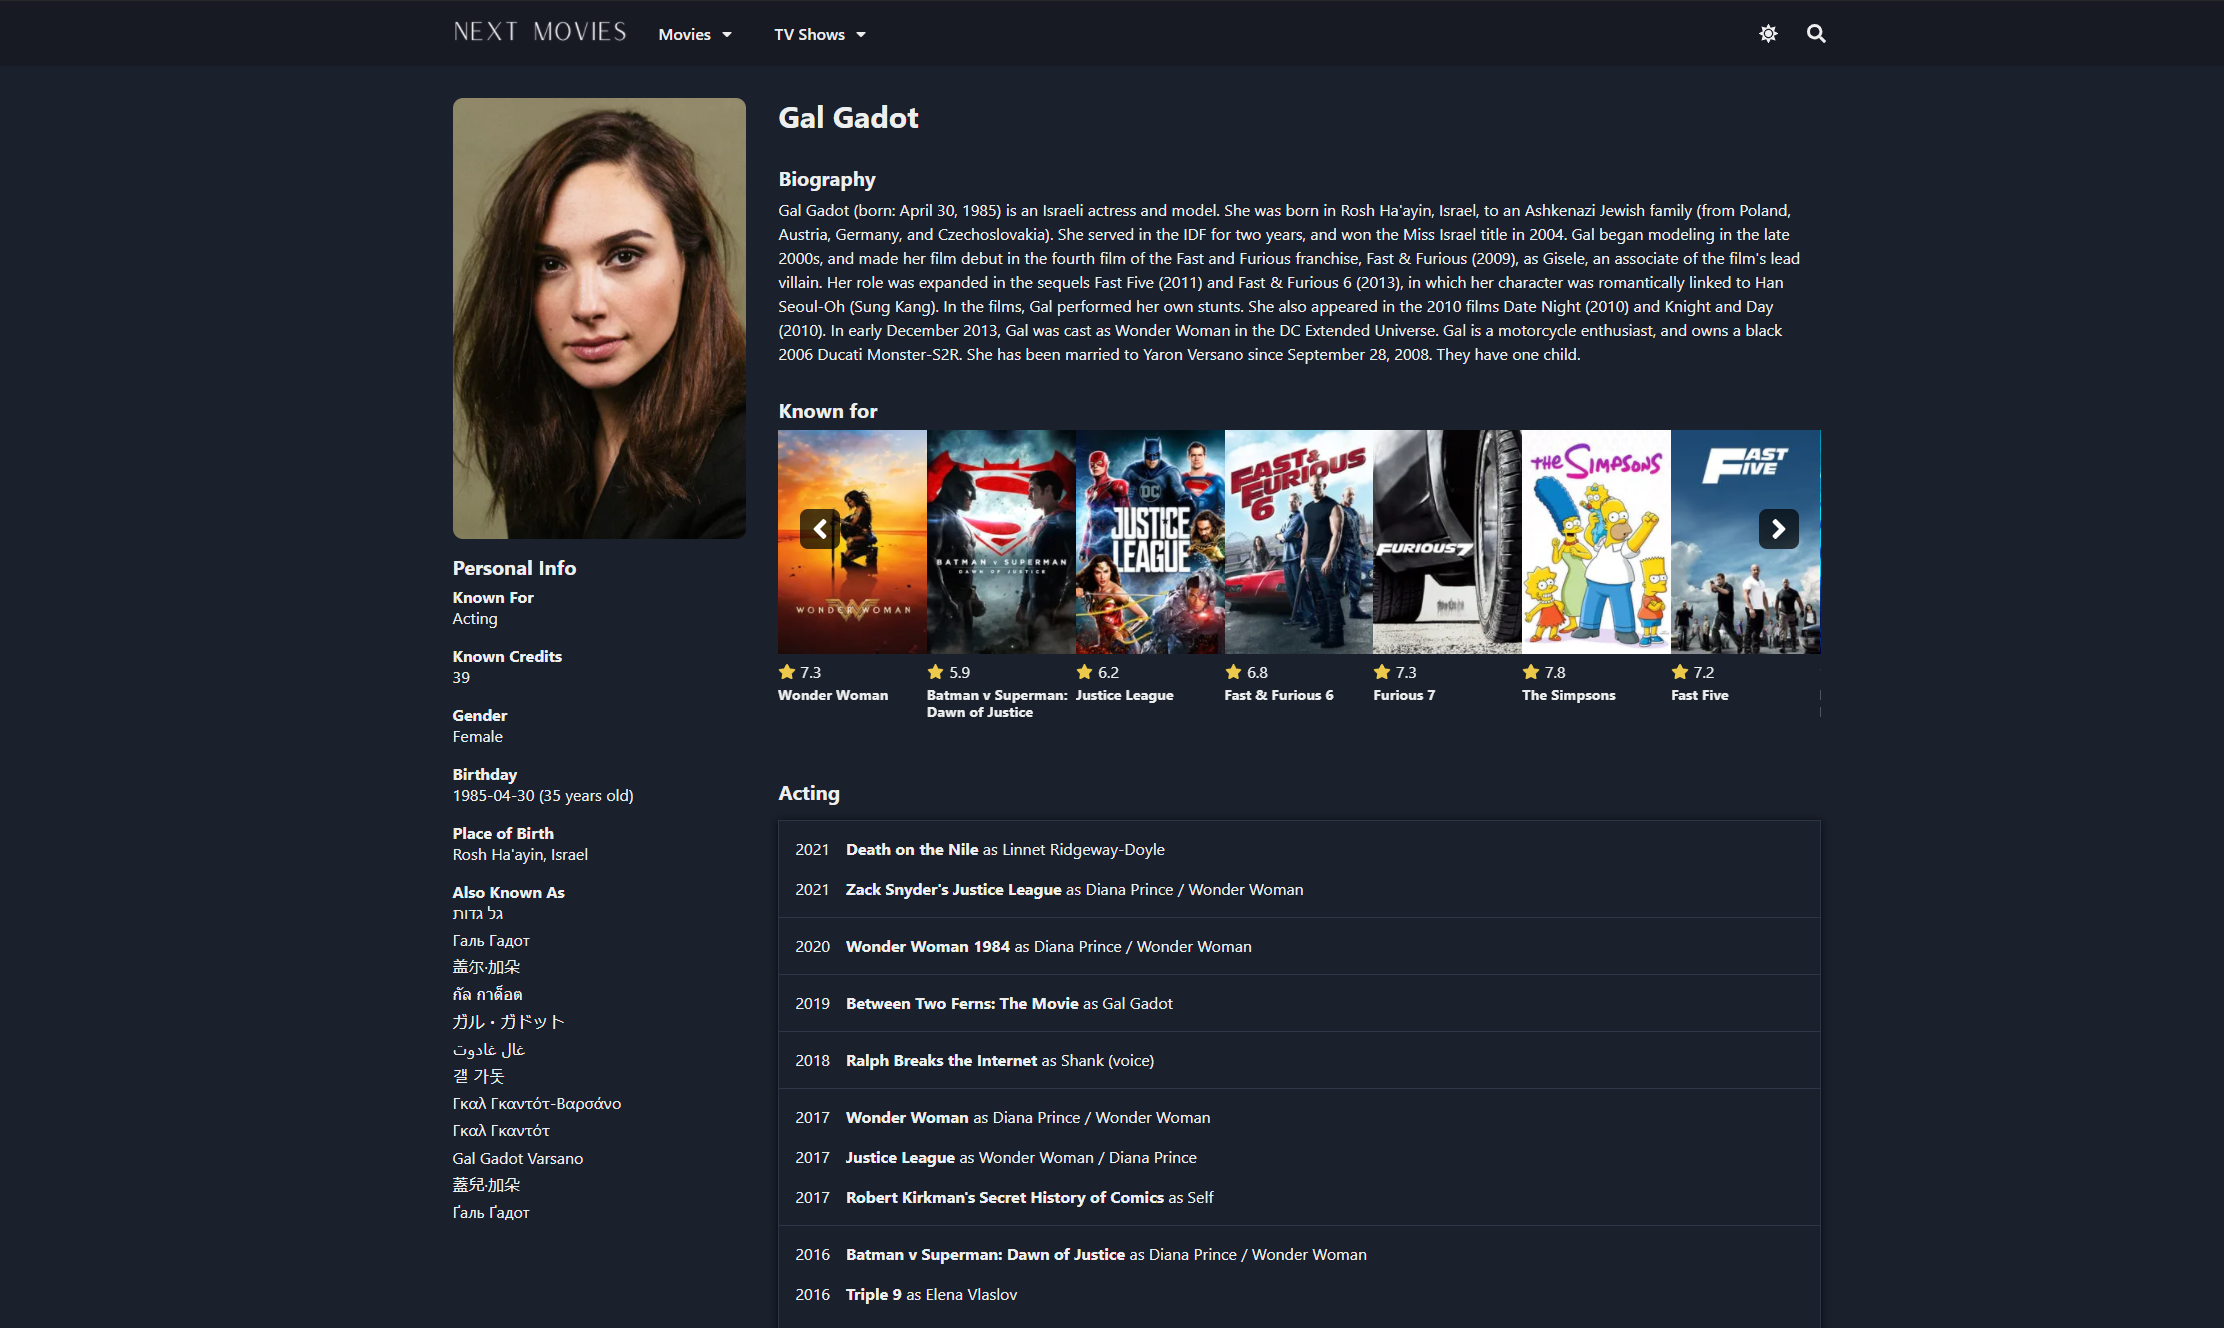 NEXT MOVIES
Movies
TV Shows
Gal Gadot
Biography
Gal Gadot (born: April 30, 1985) is an Israeli actress and model. She was born in Rosh Ha'ayin, Israel, to an Ashkenazi Jewish family (from Poland,
Austria, Germany, and Czechoslovakia). She served in the IDF for two years, and won the Miss Israel title in 2004. Gal began modeling in the late
2000s, and made her film debut in the fourth film of the Fast and Furious franchise, Fast & Furious (2009), as Gisele, an associate of the film's lead
villain. Her role was expanded in the sequels Fast Five (2011) and Fast & Furious 6 (2013), in which her character was romantically linked to Han
Seoul-Oh (Sung Kang). In the films, Gal performed her own stunts. She also appeared in the 2010 films Date Night (2010) and Knight and Day
(2010). In early December 2013, Gal was cast as Wonder Woman in the DC Extended Universe. Gal is a motorcycle enthusiast, and owns a black
2006 Ducati Monster-S2R. She has been married to Yaron Versano since September 28, 2008. They have one child.
Known for
WONDER WOMAN
BATMAN V SUPERMAN
DAWN OF JUSTICE
DC
JUSTICE
LEAGUE
FAST &
FURIOUS
6
FURIOUS 7
THE SIMPSONS
FAST
FIVE
7.3
Wonder Woman
5.9
Batman v Superman:
Dawn of Justice
6.2
Justice League
6.8
Fast & Furious 6
7.3
Furious 7
7.8
The Simpsons
7.2
Fast Five
Personal Info
Known For
Acting
Known Credits
39
Gender
Female
Birthday
1985-04-30 (35 years old)
Place of Birth
Rosh Ha'ayin, Israel
Also Known As
גל גדות
Галь Гадот
盖尔·加朵
กัล กาด็อต
ガル・ガドット
غال غادوت
갤 가돗
Γκαλ Γκαντότ-Βαρσάνο
Γκαλ Γκαντότ
Gal Gadot Varsano
蓋兒·加朵
Ґаль Ґадот
Acting
2021 Death on the Nile as Linnet Ridgeway-Doyle
2021 Zack Snyder's Justice League as Diana Prince / Wonder Woman
2020 Wonder Woman 1984 as Diana Prince / Wonder Woman
2019 Between Two Ferns: The Movie as Gal Gadot
2018 Ralph Breaks the Internet as Shank (voice)
2017 Wonder Woman as Diana Prince / Wonder Woman
2017 Justice League as Wonder Woman / Diana Prince
2017 Robert Kirkman's Secret History of Comics as Self
2016 Batman v Superman: Dawn of Justice as Diana Prince / Wonder Woman
2016 Triple 9 as Elena Vlaslov